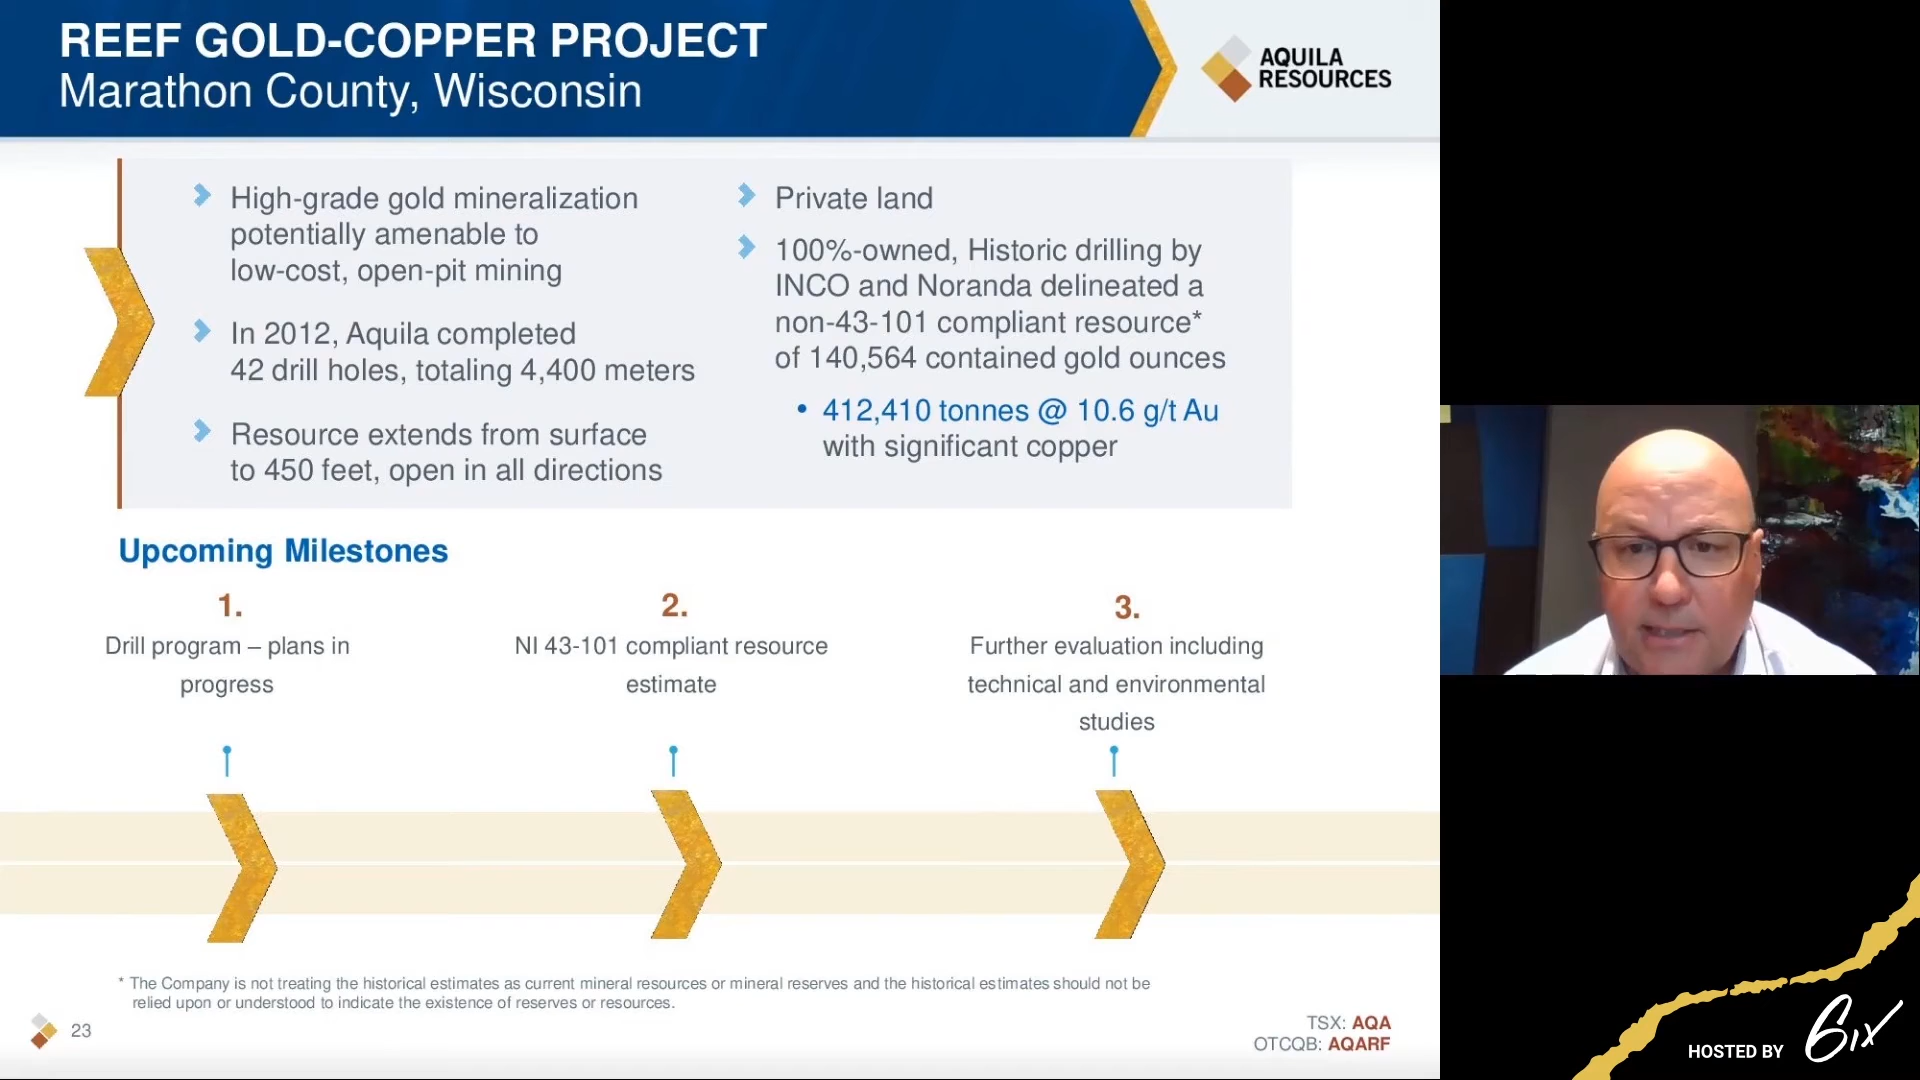 REEF GOLD-COPPER PROJECT
Marathon County, Wisconsin
AQUILA
RESOURCES
High-grade gold mineralization
potentially amenable to
low-cost, open-pit mining
In 2012, Aquila completed
42 drill holes, totaling 4,400 meters
Resource extends from surface
to 450 feet, open in all directions
Private land
100%-owned, Historic drilling by
INCO and Noranda delineated a
non-43-101 compliant resource*
of 140,564 contained gold ounces
• 412,410 tonnes @ 10.6 g/t Au
with significant copper
Upcoming Milestones
1.
Drill program – plans in
progress
2.
NI 43-101 compliant resource
estimate
3.
Further evaluation including
technical and environmental
studies
* The Company is not treating the historical estimates as current mineral resources or mineral reserves and the historical estimates should not be
relied upon or understood to indicate the existence of reserves or resources.
23
TSX: AQA
OTCQB: AQARF
HOSTED BY 6ix